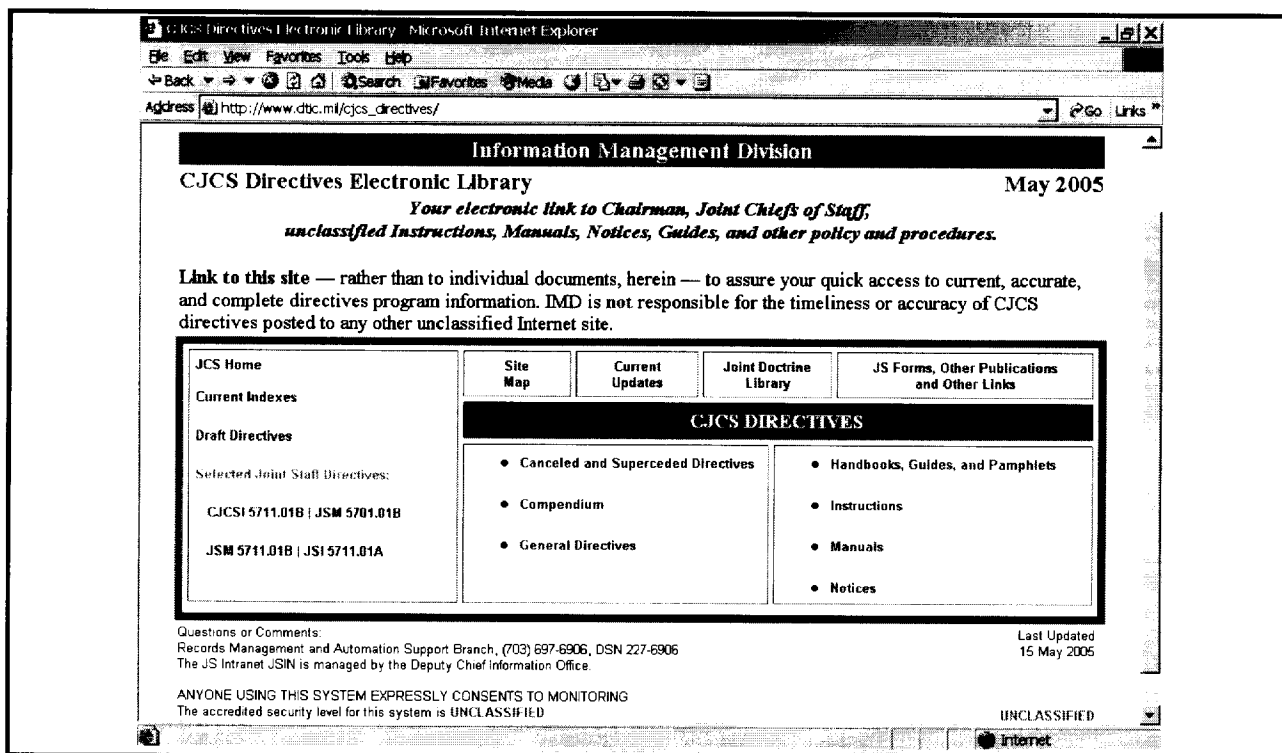 CJCS Directives Electronic Library - Microsoft Internet Explorer
File Edit View Favorites Tools Help
Back Search Favorites Media
Address http://www.dtic.mil/cjcs_directives/ Go Links »
Information Management Division
CJCS Directives Electronic Library May 2005
Your electronic link to Chairman, Joint Chiefs of Staff,
unclassified Instructions, Manuals, Notices, Guides, and other policy and procedures.
Link to this site — rather than to individual documents, herein — to assure your quick access to current, accurate,
and complete directives program information. IMD is not responsible for the timeliness or accuracy of CJCS
directives posted to any other unclassified Internet site.
JCS Home
Current Indexes
Draft Directives
Selected Joint Staff Directives:
CJCSI 5711.01B | JSM 5701.01B
JSM 5711.01B | JSI 5711.01A
Site
Map
Current
Updates
Joint Doctrine
Library
JS Forms, Other Publications
and Other Links
CJCS DIRECTIVES
• Canceled and Superceded Directives
• Compendium
• General Directives
• Handbooks, Guides, and Pamphlets
• Instructions
• Manuals
• Notices
Questions or Comments:
Records Management and Automation Support Branch, (703) 697-6906, DSN 227-6906
The JS Intranet JSIN is managed by the Deputy Chief Information Office.
Last Updated
15 May 2005
ANYONE USING THIS SYSTEM EXPRESSLY CONSENTS TO MONITORING
The accredited security level for this system is UNCLASSIFIED
UNCLASSIFIED
Internet